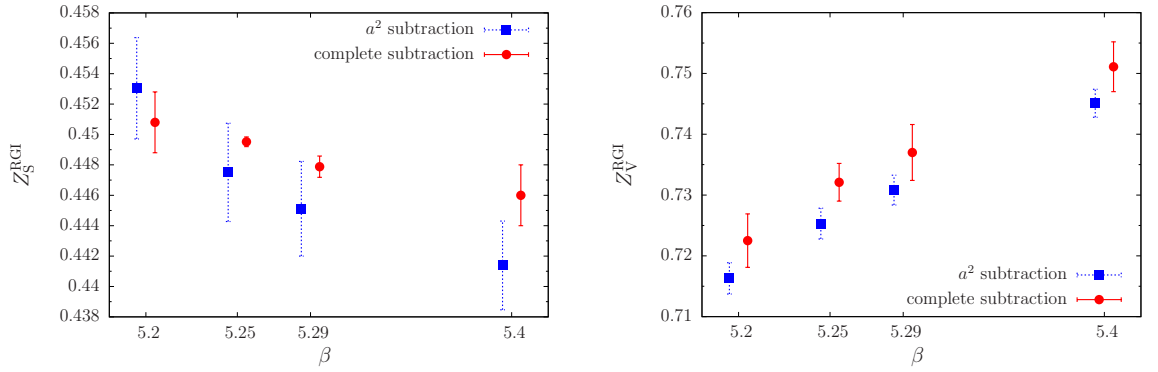 0.458
0.456
0.454
0.452
0.45
0.448
0.446
0.444
0.442
0.44
0.438
5.2 5.25 5.29 5.4
β
Z_S^RGI
a² subtraction
complete subtraction
0.76
0.75
0.74
0.73
0.72
0.71
5.2 5.25 5.29 5.4
β
Z_V^RGI
a² subtraction
complete subtraction